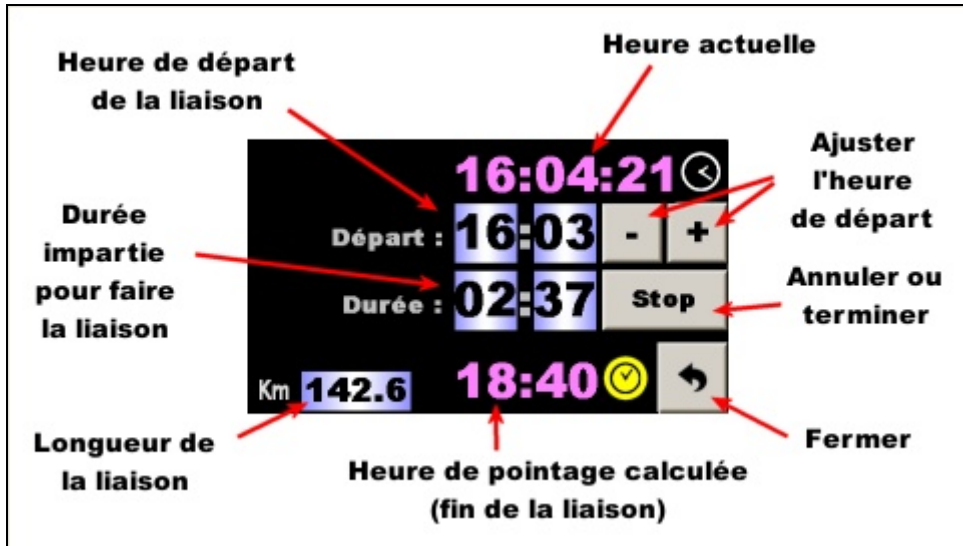 Heure actuelle
Heure de départ
de la liaison
Ajuster
l'heure
de départ
16:04:21
Durée
impartie
pour faire
la liaison
Départ : 16:03 - +
Durée : 02:37 Stop
Annuler ou
terminer
Km 142.6 18:40
Longueur de
la liaison
Heure de pointage calculée
(fin de la liaison)
Fermer